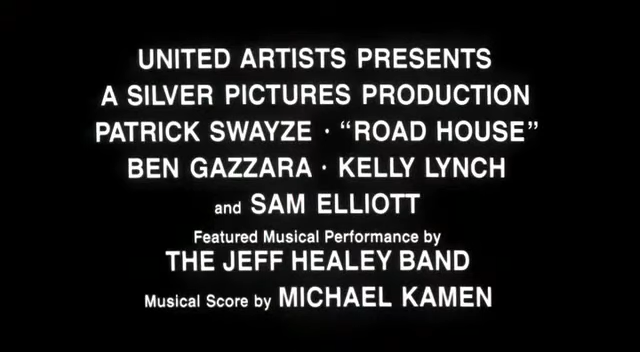 UNITED ARTISTS PRESENTS
A SILVER PICTURES PRODUCTION
PATRICK SWAYZE · “ROAD HOUSE”
BEN GAZZARA · KELLY LYNCH
and SAM ELLIOTT
Featured Musical Performance by
THE JEFF HEALEY BAND
Musical Score by MICHAEL KAMEN